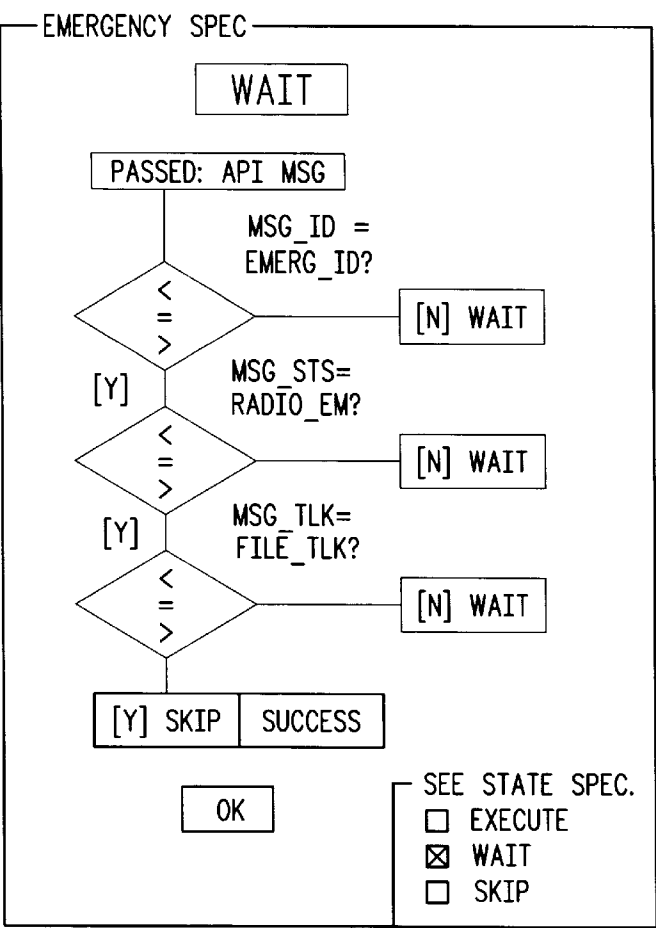 EMERGENCY SPEC
WAIT
PASSED: API MSG
MSG_ID =
EMERG_ID?
<
=
>
[N] WAIT
[Y]
MSG_STS=
RADIO_EM?
<
=
>
[N] WAIT
[Y]
MSG_TLK=
FILE_TLK?
<
=
>
[N] WAIT
[Y] SKIP SUCCESS
OK
SEE STATE SPEC.
EXECUTE
WAIT
SKIP